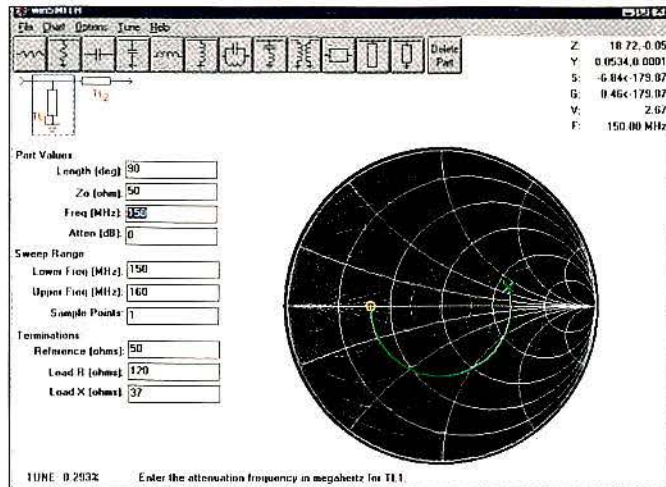 winSMITH
File Chart Options Tune Help
Delete Part
Z: 18.72,-0.05
Y: 0.0534,0.0001
S: -6.84<-179.87
G: 0.46<-179.87
V: 2.67
F: 150.00 MHz
TL1
TL2
Part Values
Length (deg): 90
Zo (ohm): 50
Freq (MHz): 150
Atten (dB): 0
Sweep Range
Lower Freq (MHz): 150
Upper Freq (MHz): 160
Sample Points: 1
Terminations
Reference (ohms): 50
Load R (ohms): 120
Load X (ohms): 37
TUNE: 0.293% Enter the attenuation frequency in megahertz for TL1.